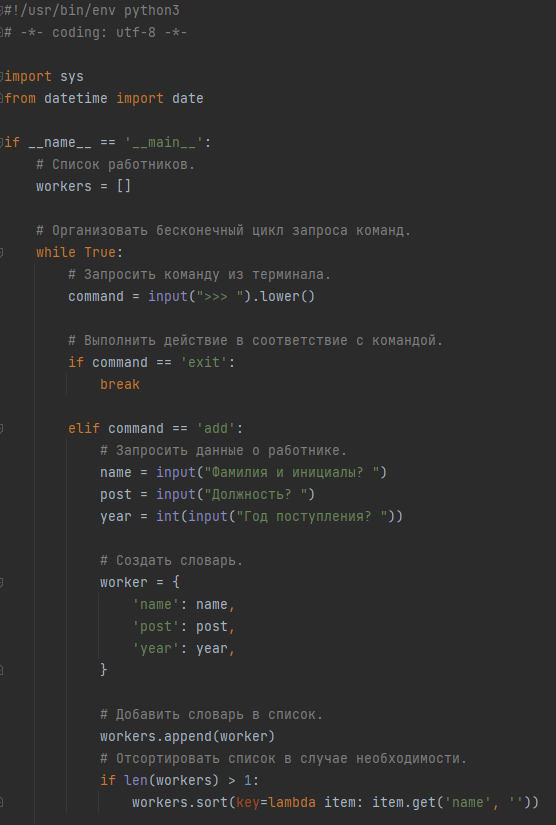 #!/usr/bin/env python3
# -*- coding: utf-8 -*-
import sys
from datetime import date
if __name__ == '__main__':
# Список работников.
workers = []
# Организовать бесконечный цикл запроса команд.
while True:
# Запросить команду из терминала.
command = input(">>> ").lower()
# Выполнить действие в соответствие с командой.
if command == 'exit':
break
elif command == 'add':
# Запросить данные о работнике.
name = input("Фамилия и инициалы? ")
post = input("Должность? ")
year = int(input("Год поступления? "))
# Создать словарь.
worker = {
'name': name,
'post': post,
'year': year,
}
# Добавить словарь в список.
workers.append(worker)
# Отсортировать список в случае необходимости.
if len(workers) > 1:
workers.sort(key=lambda item: item.get('name', ''))